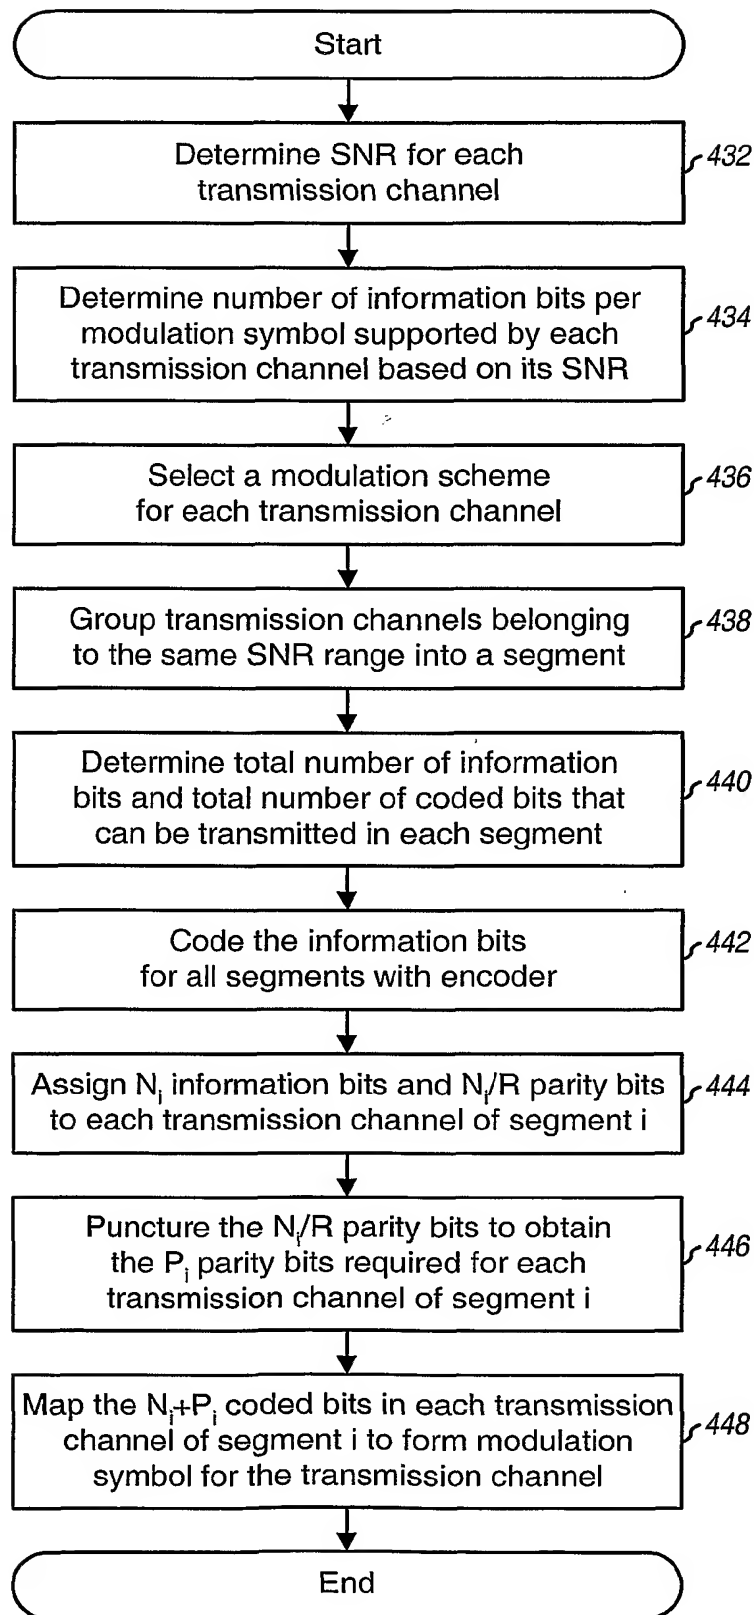 Start
Determine SNR for each
transmission channel
432
Determine number of information bits per
modulation symbol supported by each
transmission channel based on its SNR
434
Select a modulation scheme
for each transmission channel
436
Group transmission channels belonging
to the same SNR range into a segment
438
Determine total number of information
bits and total number of coded bits that
can be transmitted in each segment
440
Code the information bits
for all segments with encoder
442
Assign Nᵢ information bits and Nᵢ/R parity bits
to each transmission channel of segment i
444
Puncture the Nᵢ/R parity bits to obtain
the Pᵢ parity bits required for each
transmission channel of segment i
446
Map the Nᵢ+Pᵢ coded bits in each transmission
channel of segment i to form modulation
symbol for the transmission channel
448
End